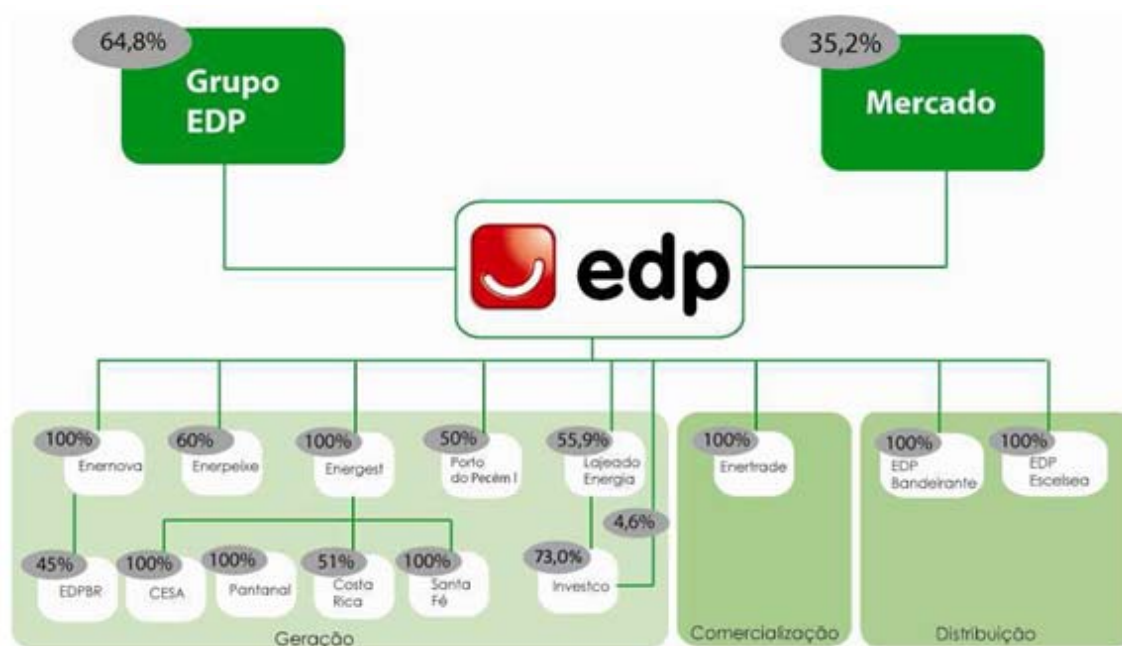 64,8%
Grupo
EDP
35,2%
Mercado
edp
100%
Enernova
60%
Enerpeixe
100%
Energest
50%
Porto
do Pecém I
55,9%
Lajeado
Energia
4,6%
45%
EDPBR
100%
CESA
100%
Pantanal
51%
Costa
Rica
100%
Santa
Fé
73,0%
Investco
Geração
100%
Enertrade
Comercialização
100%
EDP
Bandeirante
100%
EDP
Escelsea
Distribuição